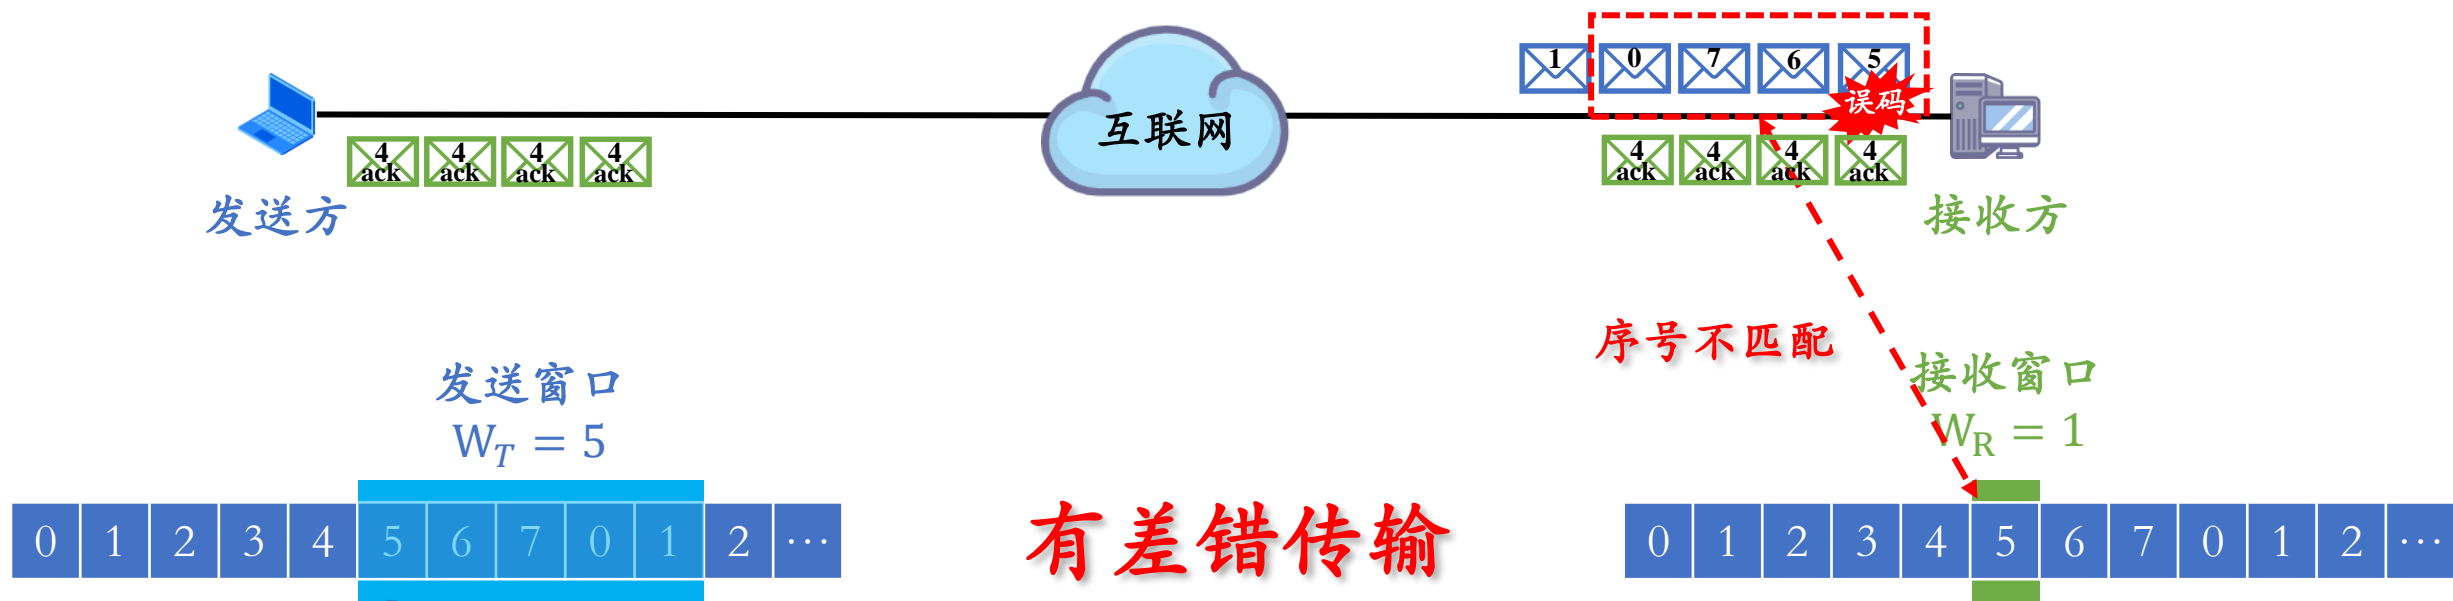 1 0 7 6 5
误码
互联网
4 ack 4 ack 4 ack 4 ack
4 ack 4 ack 4 ack 4 ack
发送方
接收方
序号不匹配
发送窗口
W_T = 5
接收窗口
W_R = 1
有差错传输
0 1 2 3 4 5 6 7 0 1 2 ···
0 1 2 3 4 5 6 7 0 1 2 ···